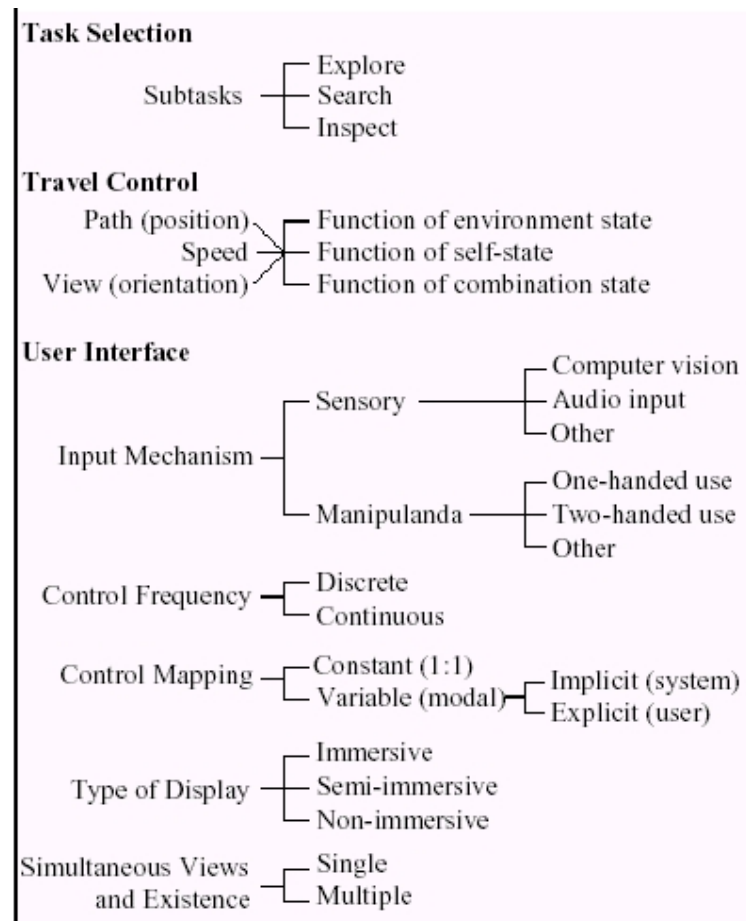 Task Selection
Subtasks
Explore
Search
Inspect
Travel Control
Path (position)
Speed
View (orientation)
Function of environment state
Function of self-state
Function of combination state
User Interface
Input Mechanism
Sensory
Computer vision
Audio input
Other
Manipulanda
One-handed use
Two-handed use
Other
Control Frequency
Discrete
Continuous
Control Mapping
Constant (1:1)
Variable (modal)
Implicit (system)
Explicit (user)
Type of Display
Immersive
Semi-immersive
Non-immersive
Simultaneous Views
and Existence
Single
Multiple